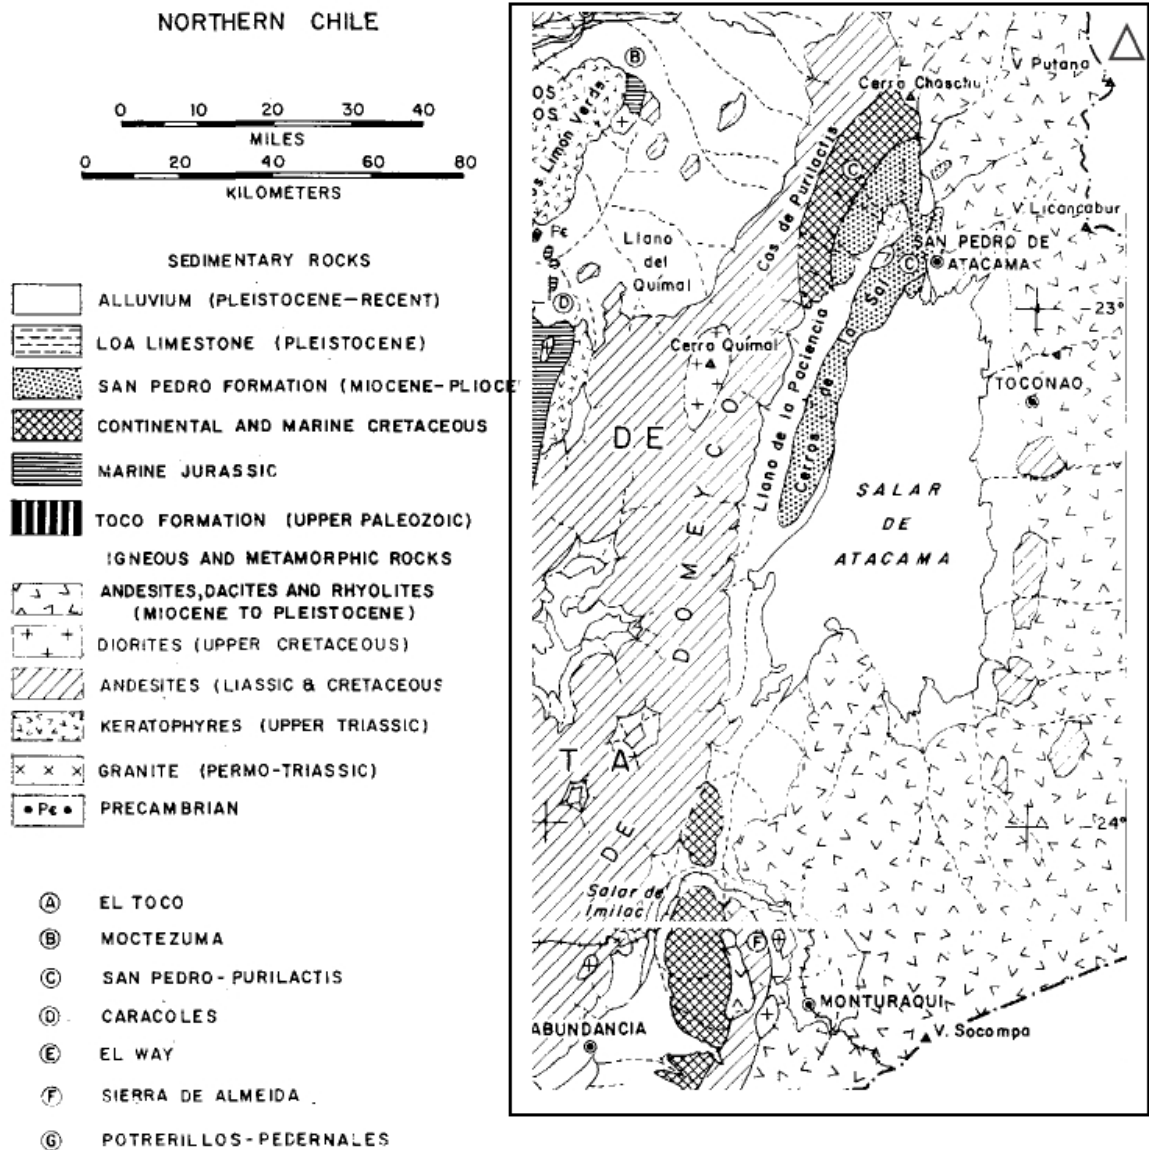 NORTHERN CHILE
0 10 20 30 40
MILES
0 20 40 60 80
KILOMETERS
SEDIMENTARY ROCKS
ALLUVIUM (PLEISTOCENE-RECENT)
LOA LIMESTONE (PLEISTOCENE)
SAN PEDRO FORMATION (MIOCENE-PLIOCE
CONTINENTAL AND MARINE CRETACEOUS
MARINE JURASSIC
TOCO FORMATION (UPPER PALEOZOIC)
IGNEOUS AND METAMORPHIC ROCKS
ANDESITES, DACITES AND RHYOLITES
(MIOCENE TO PLEISTOCENE)
DIORITES (UPPER CRETACEOUS)
ANDESITES (LIASSIC & CRETACEOUS
KERATOPHYRES (UPPER TRIASSIC)
GRANITE (PERMO-TRIASSIC)
P€ PRECAMBRIAN
A EL TOCO
B MOCTEZUMA
C SAN PEDRO-PURILACTIS
D CARACOLES
E EL WAY
F SIERRA DE ALMEIDA
G POTRERILLOS-PEDERNALES
B
V Putana
Cerro Chaschu
OS
OS
os Limón Verde
Cos de Purilactis
C
V. Licancabur
P€
Llano
del
Quimal
SAN PEDRO DE
ATACAMA
C
D
23°
Cerro Quimal
TOCONAO
Llano de la Paciencia
Cerros de la Sal
DE
DOMEYCO
SALAR
DE
ATACAMA
TA
DE
24°
Salar de
Imilac
F
MONTURAQUI
ABUNDANCIA
V. Socompa